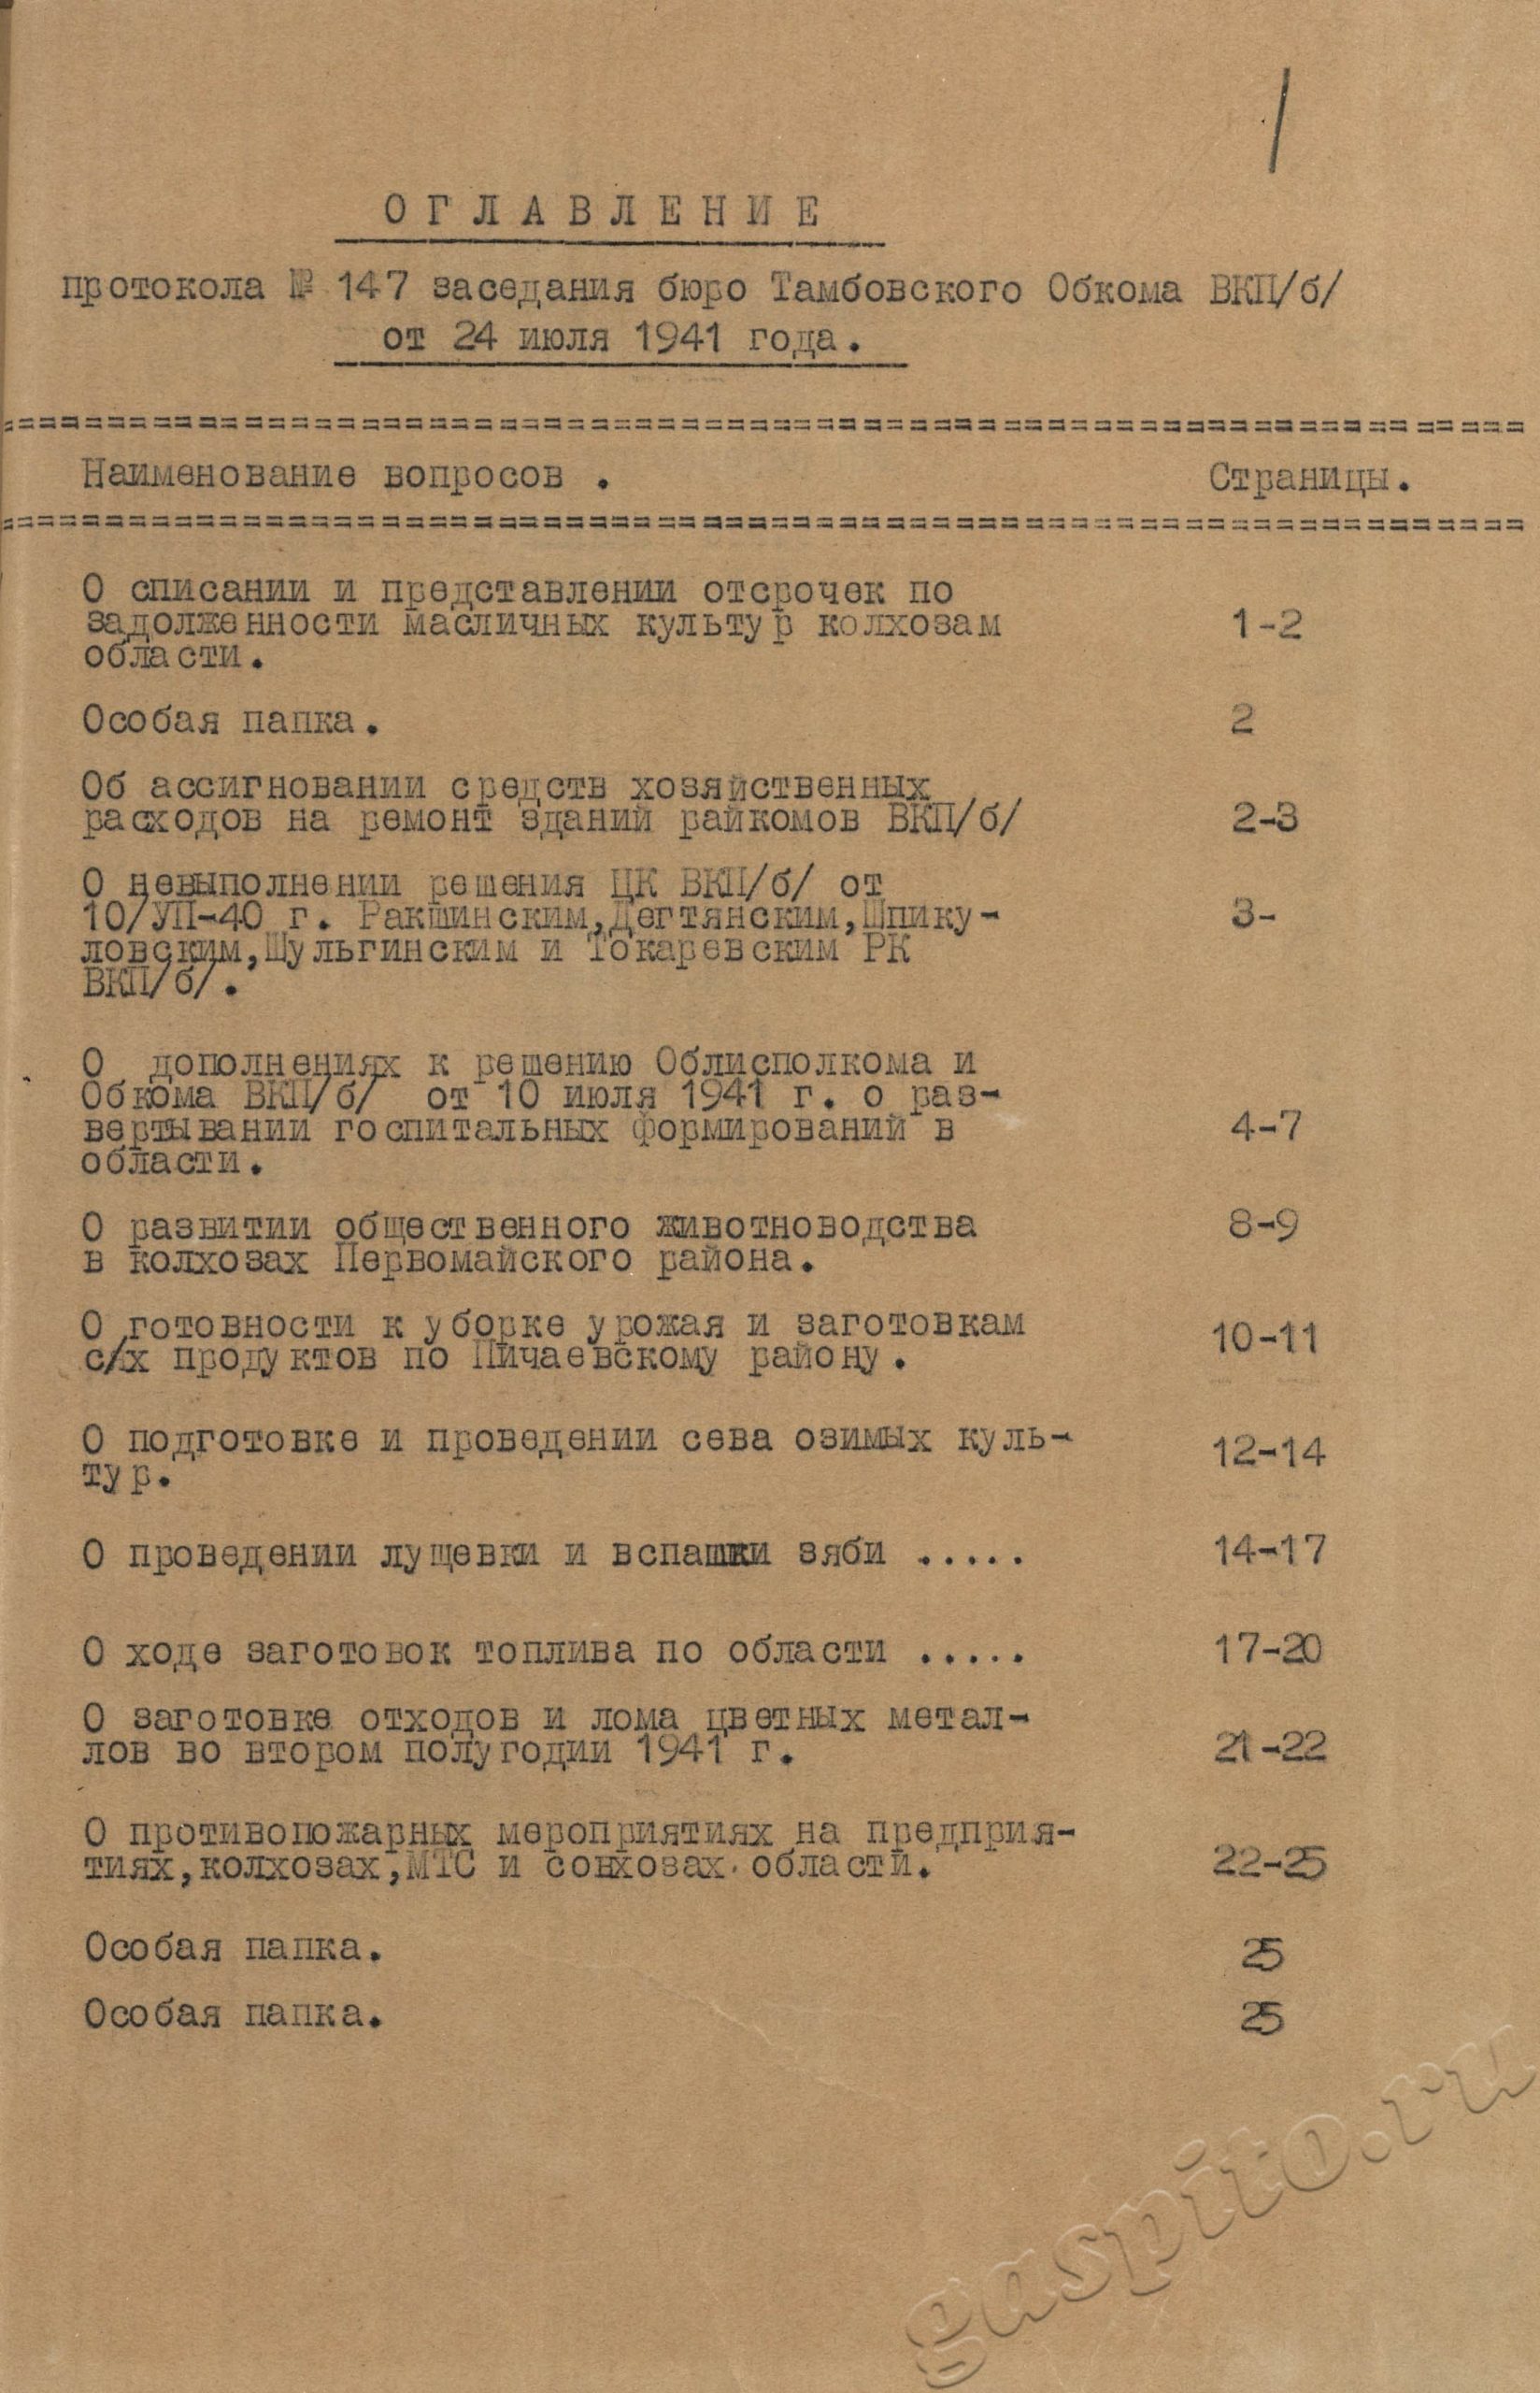 1
ОГЛАВЛЕНИЕ
протокола № 147 заседания бюро Тамбовского Обкома ВКП/б/
от 24 июля 1941 года.
Наименование вопросов . Страницы.
О списании и представлении отсрочек по
задолженности масличных культур колхозам 1-2
области.
Особая папка. 2
Об ассигновании средств хозяйственных
расходов на ремонт зданий райкомов ВКП/б/ 2-3
О невыполнении решения ЦК ВКП/б/ от
10/УП-40 г. Ракшинским,Дегтянским,Шпику- 3-
ловским,Шульгинским и Токаревским РК
ВКП/б/.
О дополнениях к решению Облисполкома и
Обкома ВКП/б/ от 10 июля 1941 г. о раз-
вертывании госпитальных формирований в 4-7
области.
О развитии общественного животноводства 8-9
в колхозах Первомайского района.
О готовности к уборке урожая и заготовкам 10-11
с/х продуктов по Пичаевскому району.
О подготовке и проведении сева озимых куль- 12-14
тур.
О проведении лущевки и вспашки зяби ..... 14-17
О ходе заготовок топлива по области ..... 17-20
О заготовке отходов и лома цветных метал-
лов во втором полугодии 1941 г. 21-22
О противопожарных мероприятиях на предприя-
тиях,колхозах,МТС и совхозах области. 22-25
Особая папка. 25
Особая папка. 25
gaspito.ru